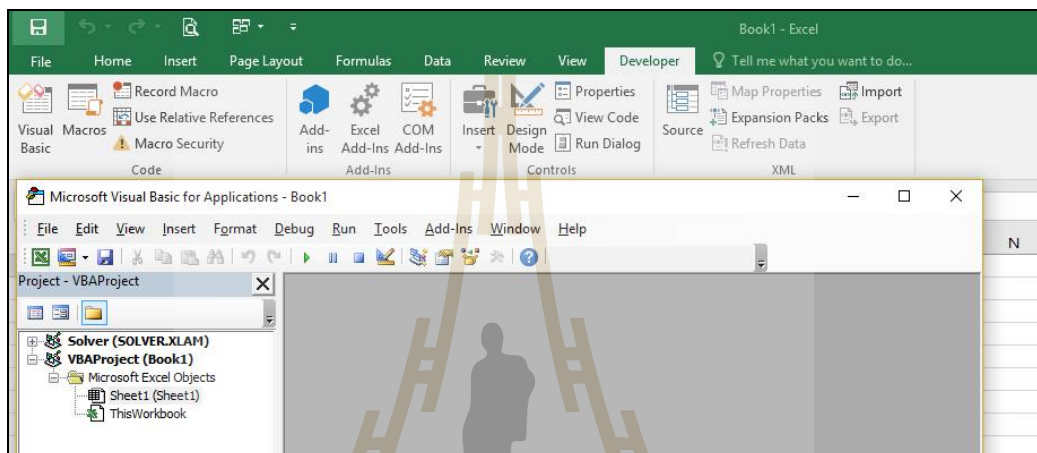 Book1 - Excel
File Home Insert Page Layout Formulas Data Review View Developer Tell me what you want to do...
Visual Basic
Macros
Record Macro
Use Relative References
Macro Security
Code
Add-ins
Excel Add-Ins
COM Add-Ins
Add-Ins
Insert
Design Mode
Properties
View Code
Run Dialog
Controls
Source
Map Properties
Expansion Packs
Refresh Data
Import
Export
XML
Microsoft Visual Basic for Applications - Book1
File Edit View Insert Format Debug Run Tools Add-Ins Window Help
N
Project - VBAProject
Solver (SOLVER.XLAM)
VBAProject (Book1)
Microsoft Excel Objects
Sheet1 (Sheet1)
ThisWorkbook